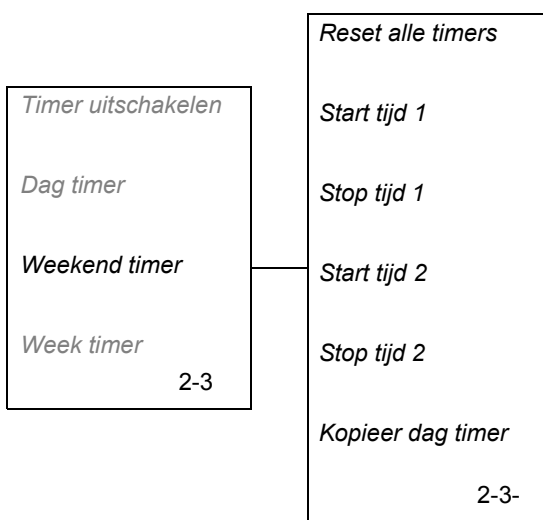 Timer uitschakelen
Dag timer
Weekend timer
Week timer
2-3
Reset alle timers
Start tijd 1
Stop tijd 1
Start tijd 2
Stop tijd 2
Kopieer dag timer
2-3-